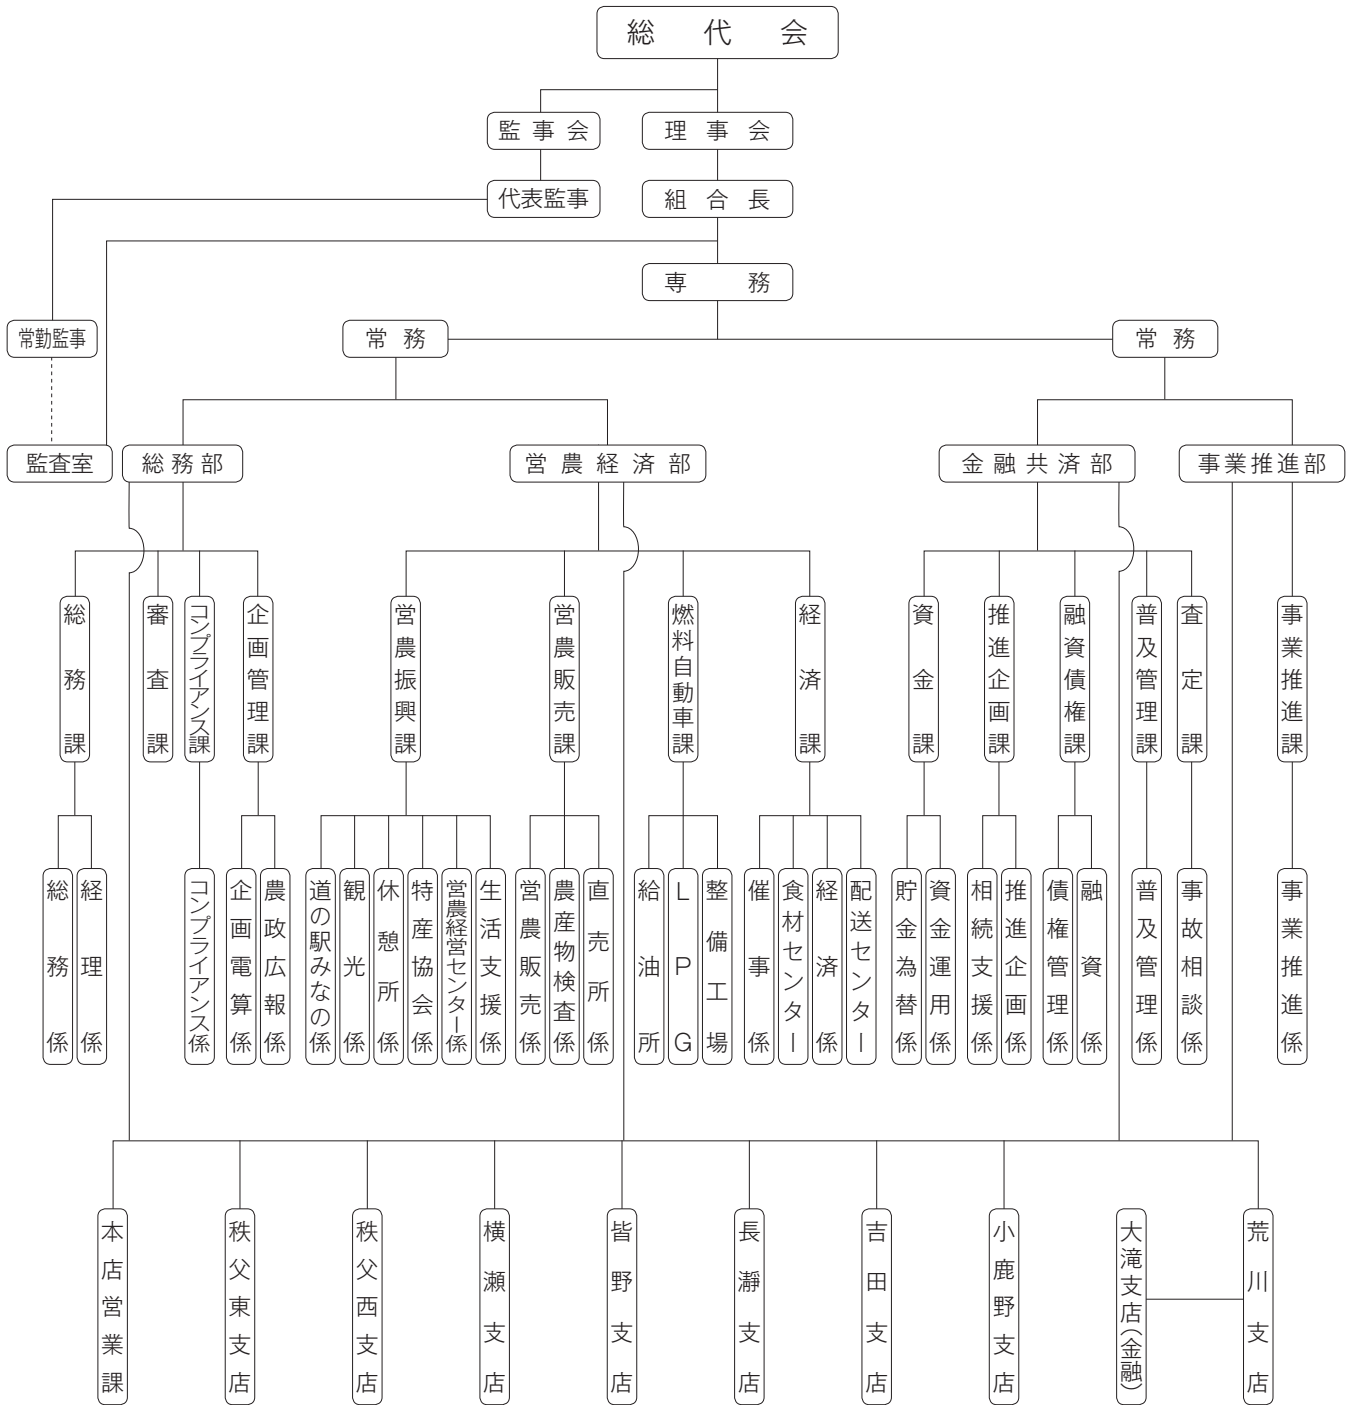 総代会
監事会
理事会
代表監事
組合長
専務
常勤監事
常務
常務
監査室
総務部
営農経済部
金融共済部
事業推進部
総務課
審査課
コンプライアンス課
企画管理課
営農振興課
営農販売課
燃料自動車課
経済課
資金課
推進企画課
融資債権課
普及管理課
査定課
事業推進課
総務係
経理係
コンプライアンス係
企画電算係
農政広報係
道の駅みなの係
観光係
休憩所係
特産協会係
営農経営センター係
生活支援係
営農販売係
農産物検査係
直売所係
給油所
LPG
整備工場
催事係
食材センター
経済係
配送センター
貯金為替係
資金運用係
相続支援係
推進企画係
債権管理係
融資係
普及管理係
事故相談係
事業推進係
本店営業課
秩父東支店
秩父西支店
横瀬支店
皆野支店
長瀞支店
吉田支店
小鹿野支店
大滝支店(金融)
荒川支店